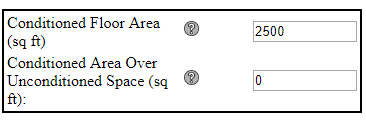 Conditioned Floor Area
(sq ft)
? 2500
Conditioned Area Over
Unconditioned Space (sq
ft):
? 0